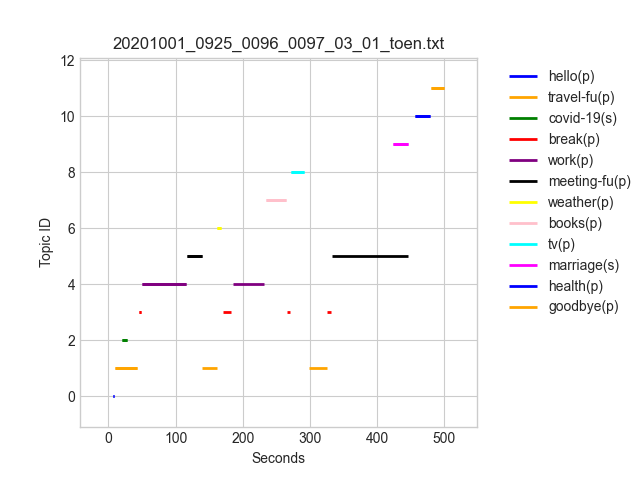 20201001_0925_0096_0097_03_01_toen.txt
12
10
8
6
4
2
0
Topic ID
0 100 200 300 400 500
Seconds
hello(p)
travel-fu(p)
covid-19(s)
break(p)
work(p)
meeting-fu(p)
weather(p)
books(p)
tv(p)
marriage(s)
health(p)
goodbye(p)